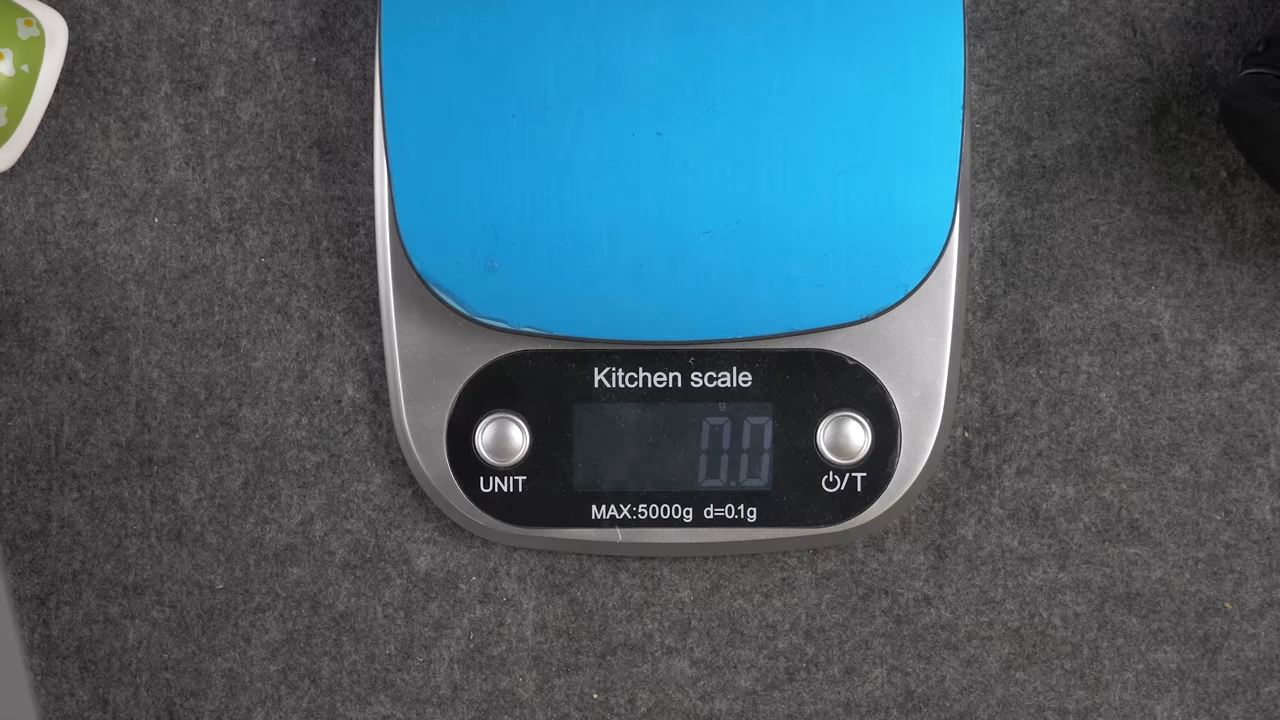 Kitchen scale
g
0.0
UNIT
⏻/T
MAX:5000g d=0.1g